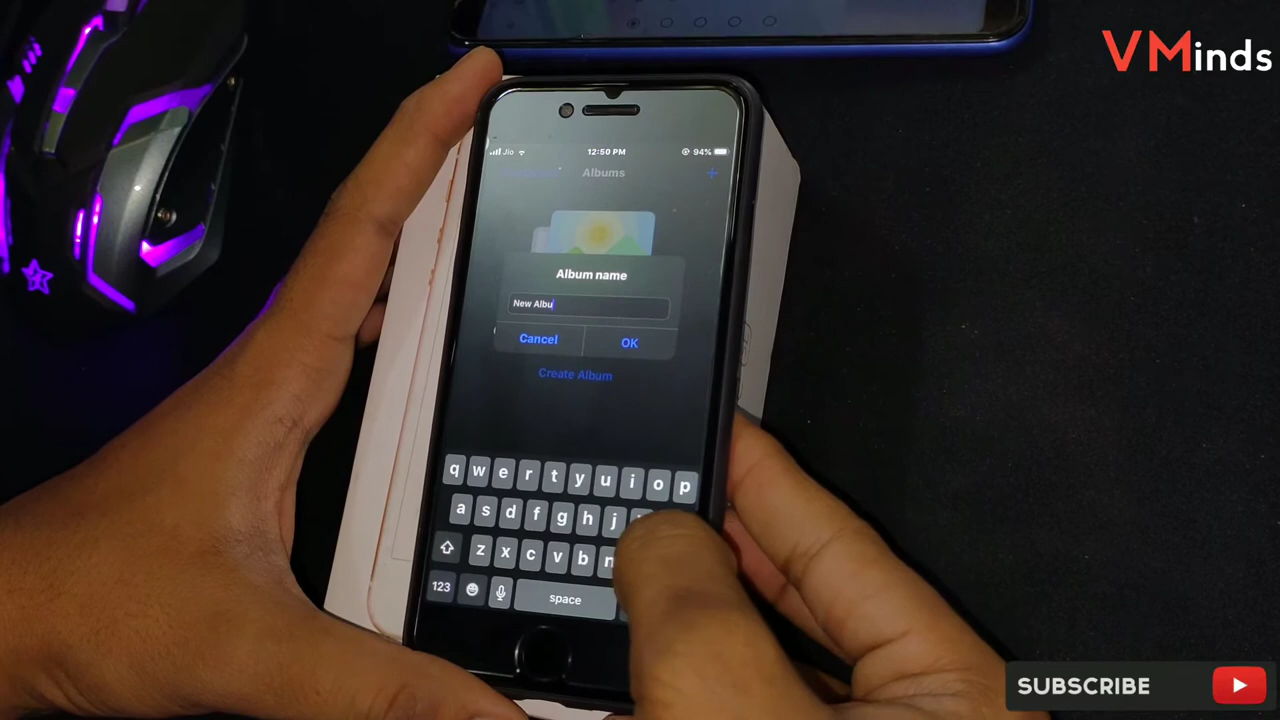 VMinds
Jio 12:50 PM 94%
Albums +
Album name
New Albu
Cancel OK
Create Album
q w e r t y u i o p
a s d f g h j
z x c v b n
123 space
SUBSCRIBE